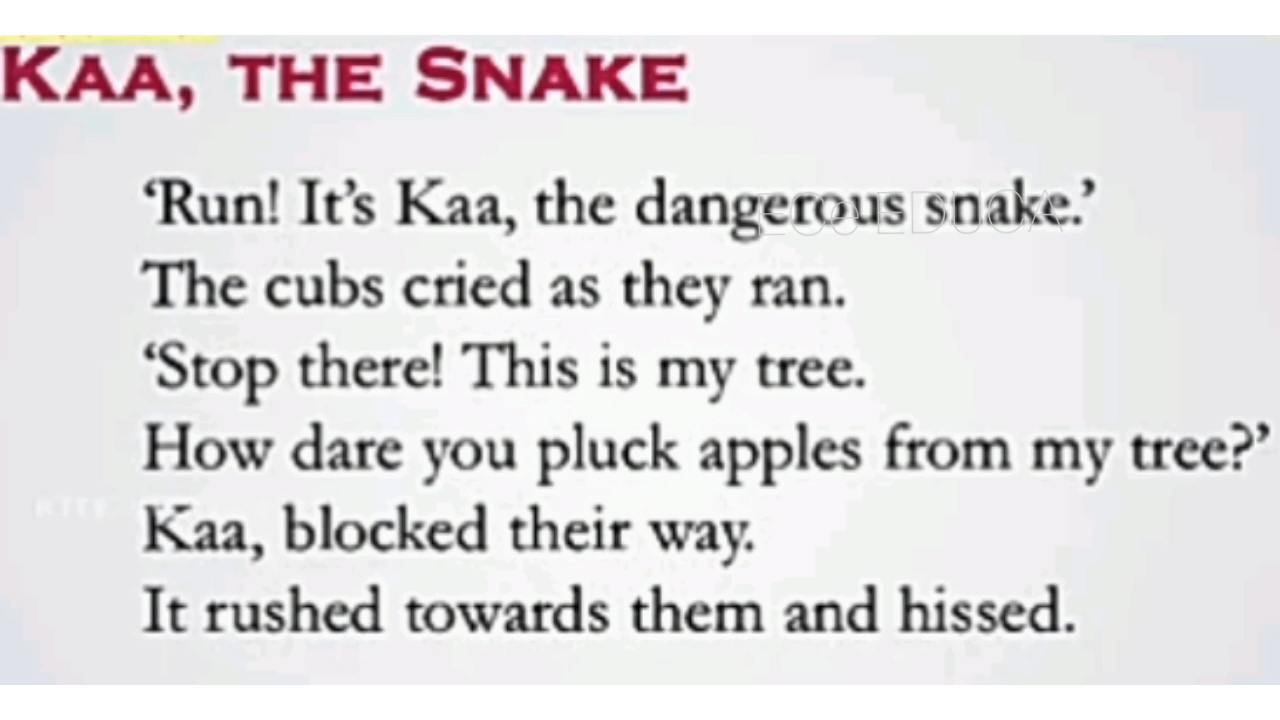 KAA, THE SNAKE
‘Run! It’s Kaa, the dangerous snake.’
The cubs cried as they ran.
‘Stop there! This is my tree.
How dare you pluck apples from my tree?’
Kaa, blocked their way.
It rushed towards them and hissed.